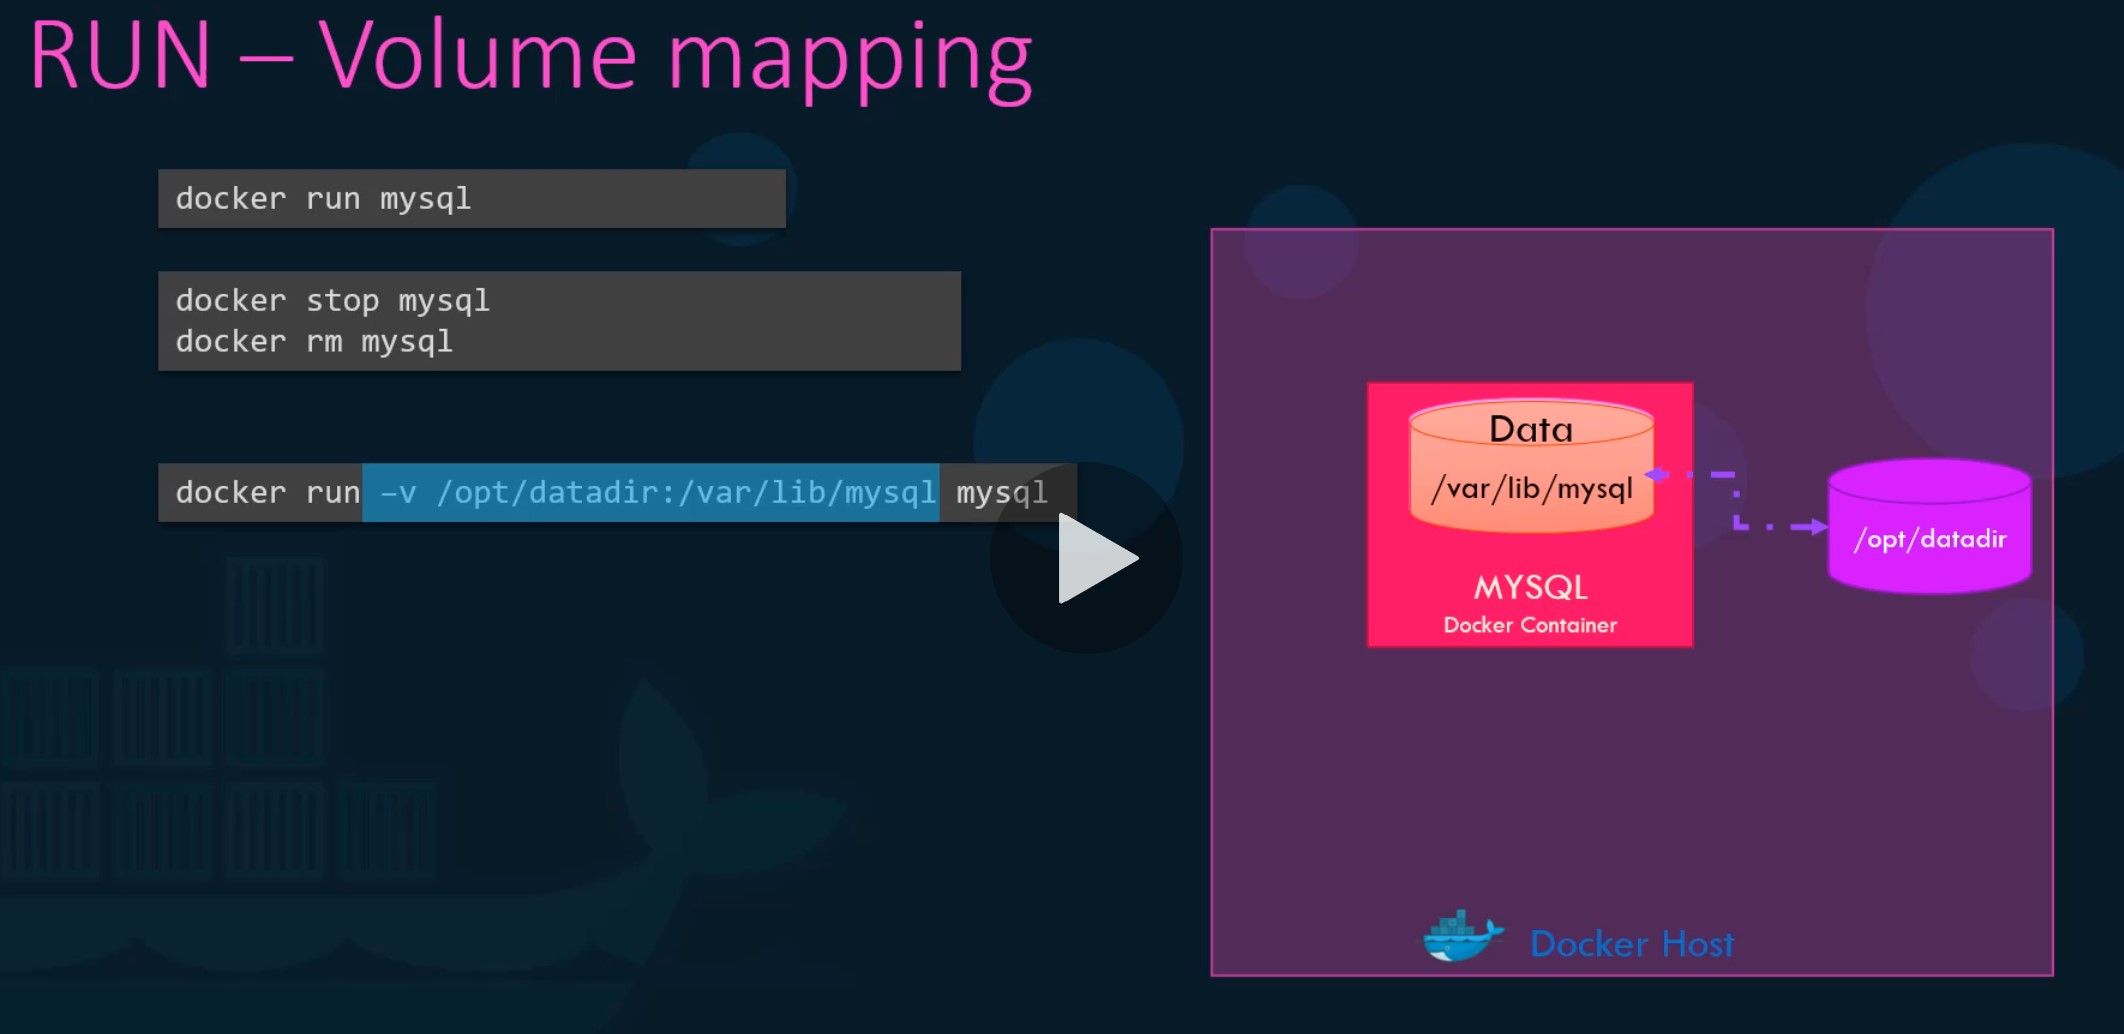 RUN – Volume mapping
docker run mysql
docker stop mysql
docker rm mysql
docker run –v /opt/datadir:/var/lib/mysql mysql
Data
/var/lib/mysql
/opt/datadir
MYSQL
Docker Container
Docker Host